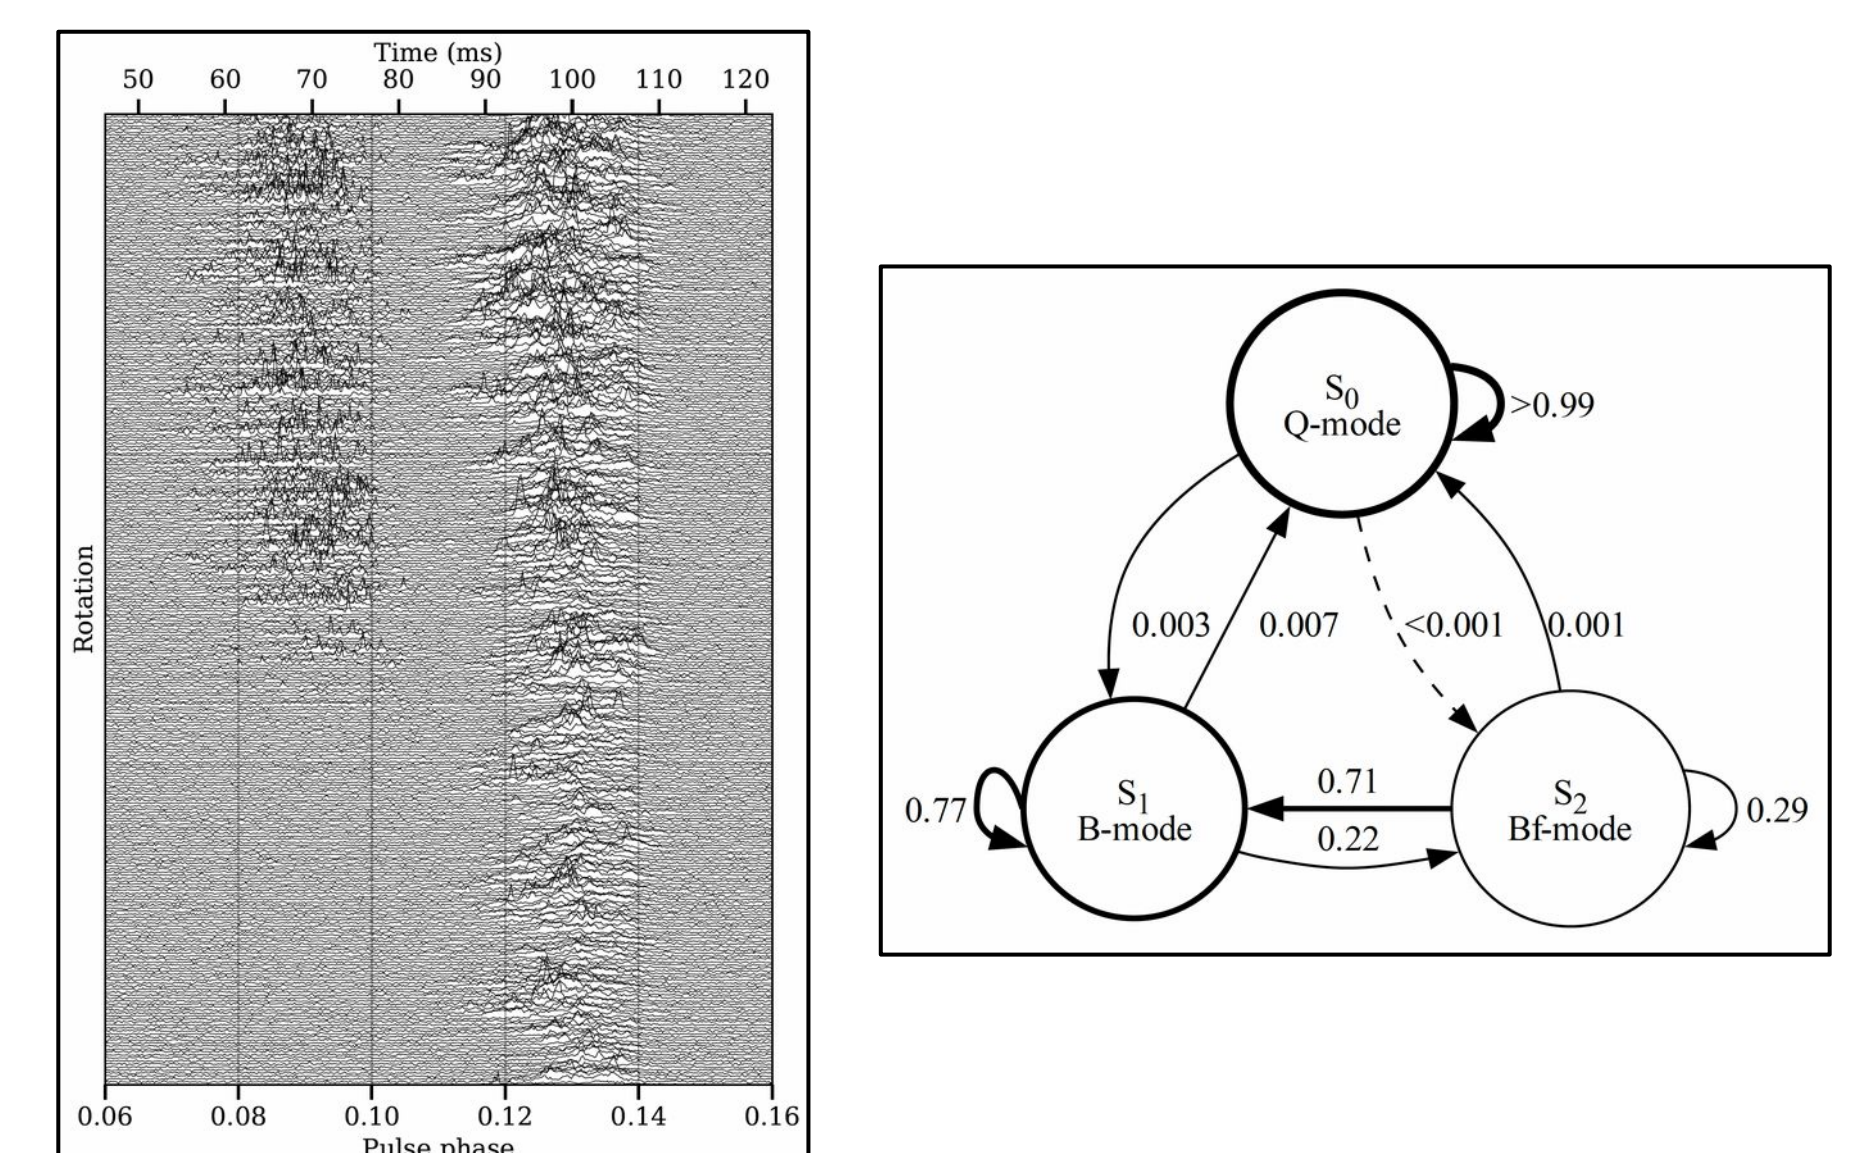 Time (ms)
50 60 70 80 90 100 110 120
Rotation
0.06 0.08 0.10 0.12 0.14 0.16
Pulse phase
S0
Q-mode
>0.99
0.003 0.007 <0.001 0.001
0.77
S1
B-mode
0.71
0.22
S2
Bf-mode
0.29